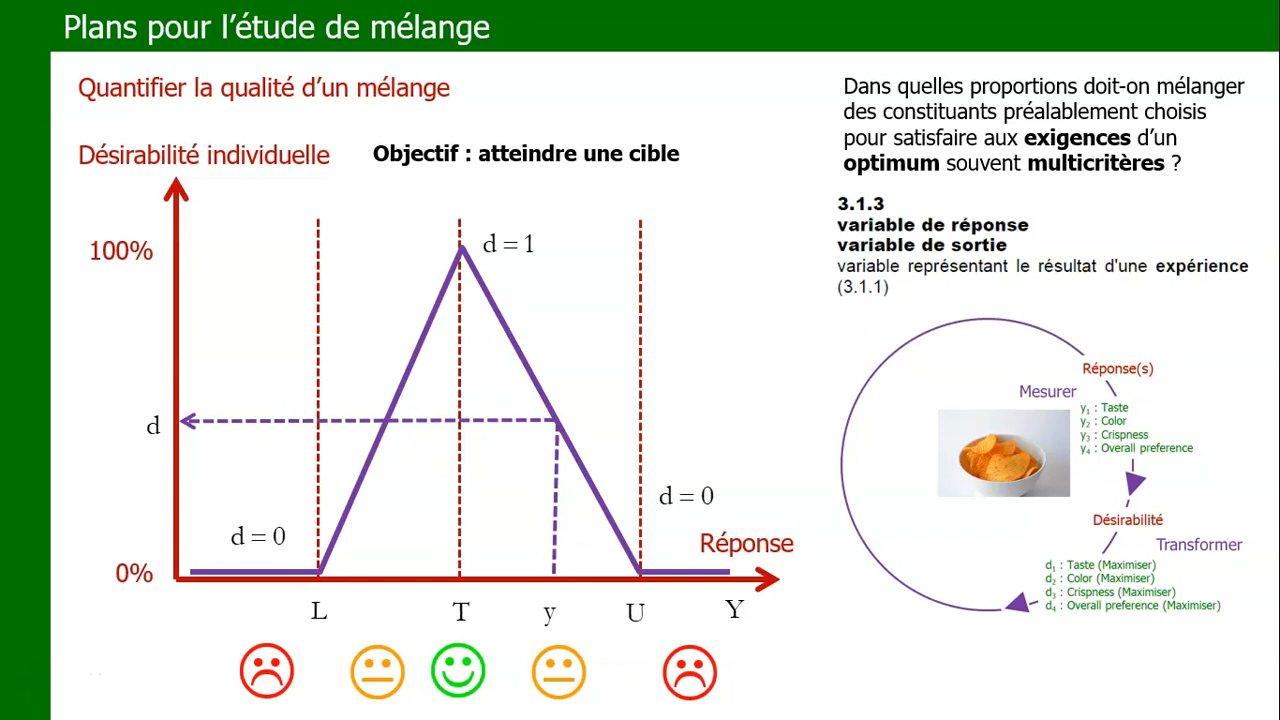 Plans pour l’étude de mélange
Quantifier la qualité d’un mélange
Désirabilité individuelle
Objectif : atteindre une cible
100%
d = 1
d
d = 0
d = 0
Réponse
0%
L
T
y
U
Y
Dans quelles proportions doit-on mélanger
des constituants préalablement choisis
pour satisfaire aux exigences d’un
optimum souvent multicritères ?
3.1.3
variable de réponse
variable de sortie
variable représentant le résultat d'une expérience
(3.1.1)
Réponse(s)
Mesurer
y₁ : Taste
y₂ : Color
y₃ : Crispness
y₄ : Overall preference
Désirabilité
Transformer
d₁ : Taste (Maximiser)
d₂ : Color (Maximiser)
d₃ : Crispness (Maximiser)
d₄ : Overall preference (Maximiser)